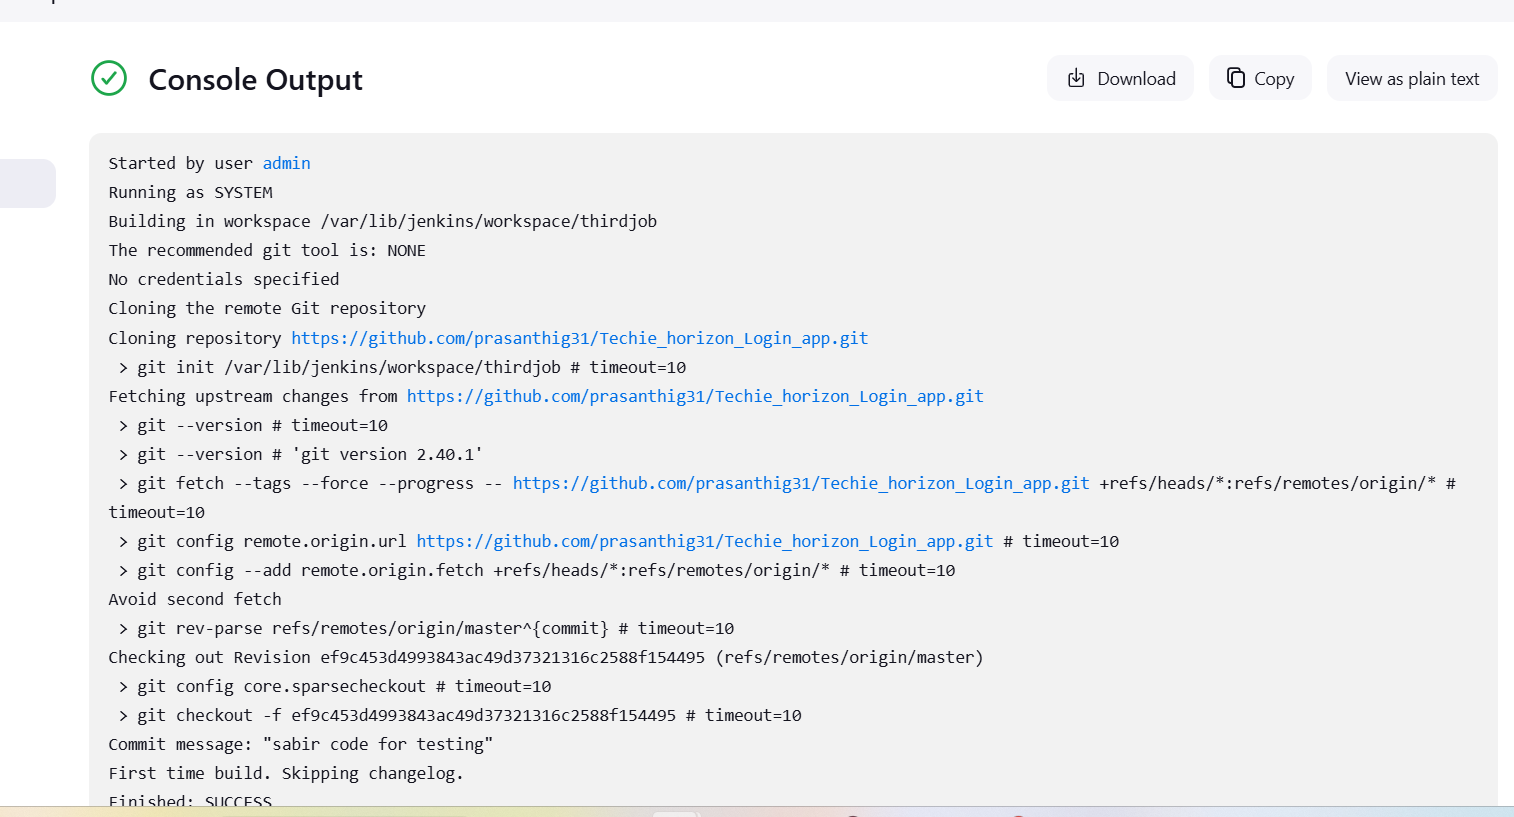 Console Output
Download
Copy
View as plain text
Started by user admin
Running as SYSTEM
Building in workspace /var/lib/jenkins/workspace/thirdjob
The recommended git tool is: NONE
No credentials specified
Cloning the remote Git repository
Cloning repository https://github.com/prasanthig31/Techie_horizon_Login_app.git
 > git init /var/lib/jenkins/workspace/thirdjob # timeout=10
Fetching upstream changes from https://github.com/prasanthig31/Techie_horizon_Login_app.git
 > git --version # timeout=10
 > git --version # 'git version 2.40.1'
 > git fetch --tags --force --progress -- https://github.com/prasanthig31/Techie_horizon_Login_app.git +refs/heads/*:refs/remotes/origin/* #
timeout=10
 > git config remote.origin.url https://github.com/prasanthig31/Techie_horizon_Login_app.git # timeout=10
 > git config --add remote.origin.fetch +refs/heads/*:refs/remotes/origin/* # timeout=10
Avoid second fetch
 > git rev-parse refs/remotes/origin/master^{commit} # timeout=10
Checking out Revision ef9c453d4993843ac49d37321316c2588f154495 (refs/remotes/origin/master)
 > git config core.sparsecheckout # timeout=10
 > git checkout -f ef9c453d4993843ac49d37321316c2588f154495 # timeout=10
Commit message: "sabir code for testing"
First time build. Skipping changelog.
Finished: SUCCESS